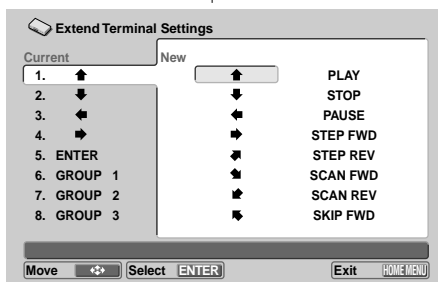 Extend Terminal Settings
Current New
1. ⬆ ⬆ PLAY
2. ⬇ ⬇ STOP
3. ⬅ ⬅ PAUSE
4. ➡ ➡ STEP FWD
5. ENTER STEP REV
6. GROUP 1 SCAN FWD
7. GROUP 2 SCAN REV
8. GROUP 3 SKIP FWD
Move Select ENTER Exit HOME MENU